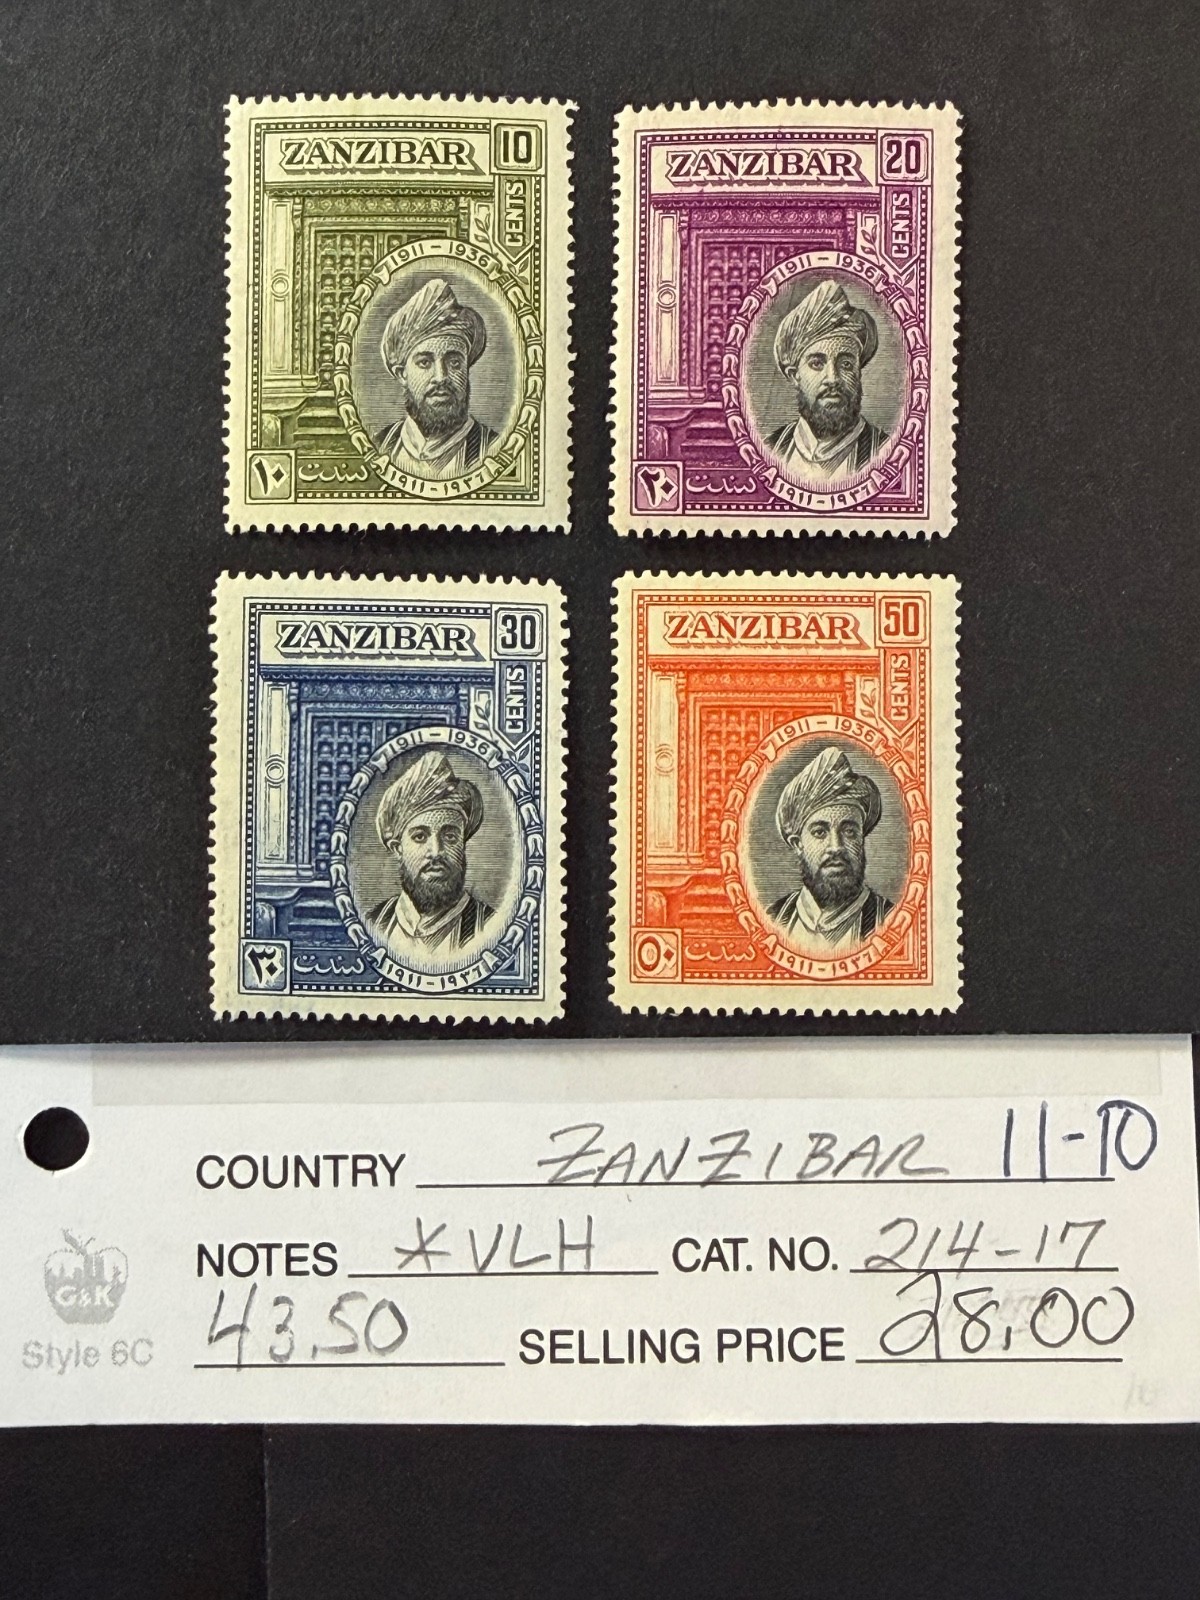 ZANZIBAR 10
CENTS
1911 - 1936
١٠ سنت
١٩١١ - ١٩٣٦
ZANZIBAR 20
CENTS
1911 - 1936
٢٠ سنت
١٩١١ - ١٩٣٦
ZANZIBAR 30
CENTS
1911 - 1936
٣٠ سنت
١٩١١ - ١٩٣٦
ZANZIBAR 50
CENTS
1911 - 1936
٥٠ سنت
١٩١١ - ١٩٣٦
COUNTRY ZANZIBAR 11-10
NOTES *VLH CAT. NO. 214-17
G&K
Style 6C
43.50 SELLING PRICE 28.00